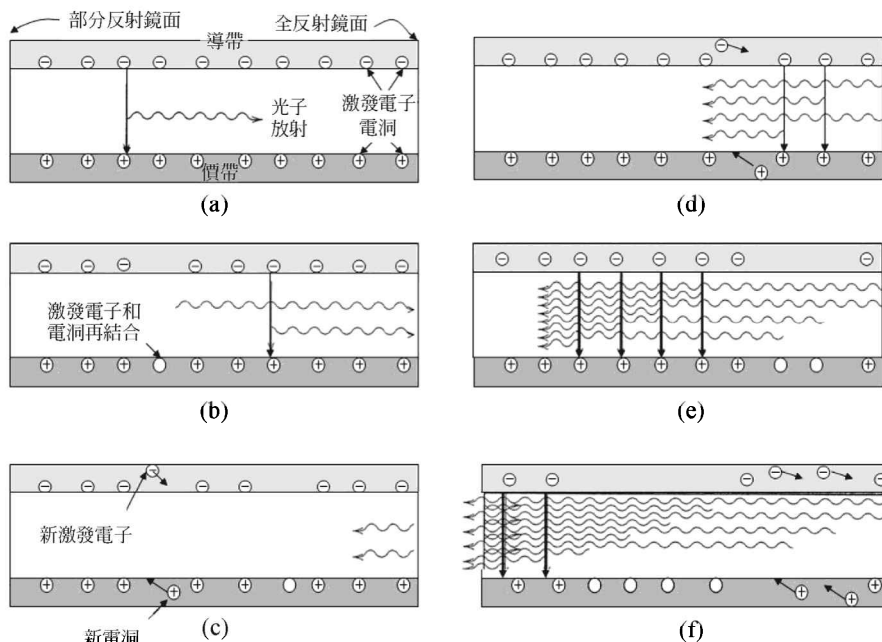 部分反射鏡面
全反射鏡面
導帶
光子
放射
激發電子
電洞
價帶
(a)
激發電子和
電洞再結合
(b)
新激發電子
新電洞
(c)
(d)
(e)
(f)